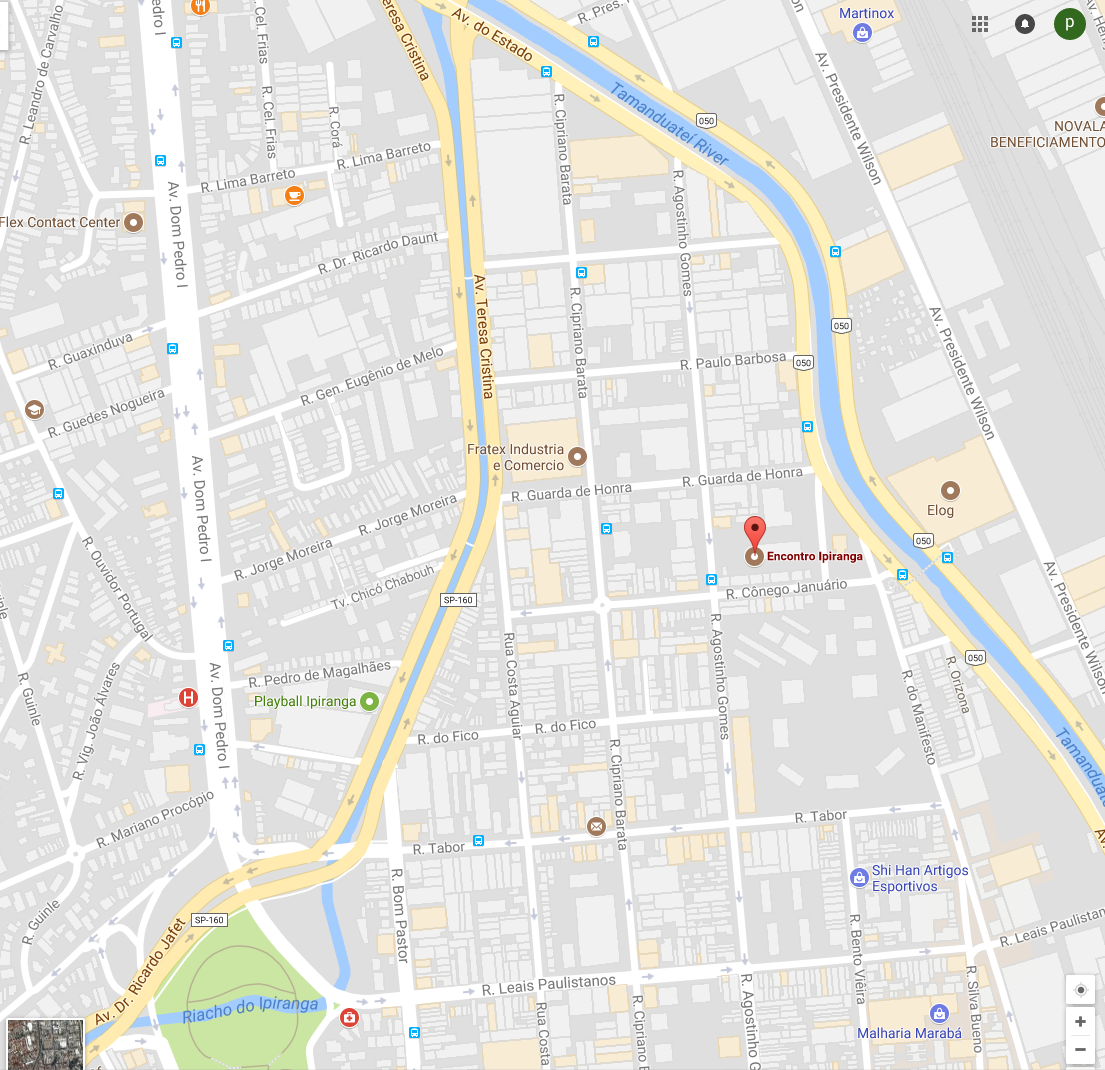 R. Leandro de Carvalho
Pedro I
R. Cel. Frias
R. Cel. Frias
R. Corá
Teresa Cristina
Av. do Estado
R. Pres.
Martinox
p
Av. Presidente Wilson
050
NOVALA
BENEFICIAMENTO
Tamanduateí River
R. Cipriano Barata
R. Lima Barreto
R. Lima Barreto
R. Agostinho Gomes
Av. Dom Pedro I
Flex Contact Center
R. Dr. Ricardo Daunt
Av. Teresa Cristina
R. Cipriano Barata
050
Av. Presidente Wilson
R. Guaxinduva
R. Gen. Eugênio de Melo
R. Paulo Barbosa
050
R. Guedes Nogueira
Fratex Industria
e Comercio
Av. Dom Pedro I
R. Guarda de Honra
R. Guarda de Honra
Elog
R. Jorge Moreira
R. Jorge Moreira
050
Encontro Ipiranga
R. Ouvidor Portugal
Tv. Chicó Chabouh
SP-160
R. Cônego Januário
Av. Presidente Wilson
Guinle
R. Guinle
R. Vig. João Álvares
Av. Dom Pedro I
R. Pedro de Magalhães
Rua Costa Aguiar
R. Agostinho Gomes
050
R. do Manifesto
R. Orizona
H
Playball Ipiranga
R. do Fico
R. do Fico
R. Cipriano Barata
Tamanduate
R. Mariano Procópio
R. Tabor
R. Tabor
Av
Shi Han Artigos
Esportivos
R. Guinle
SP-160
R. Bom Pastor
R. Bento Viêira
R. Leais Paulistan
Av. Dr. Ricardo Jafet
R. Leais Paulistanos
Riacho do Ipiranga
Rua Costa
R. Cipriano B
R. Agostinho G
R. Silva Bueno
Malharia Marabá
+
−